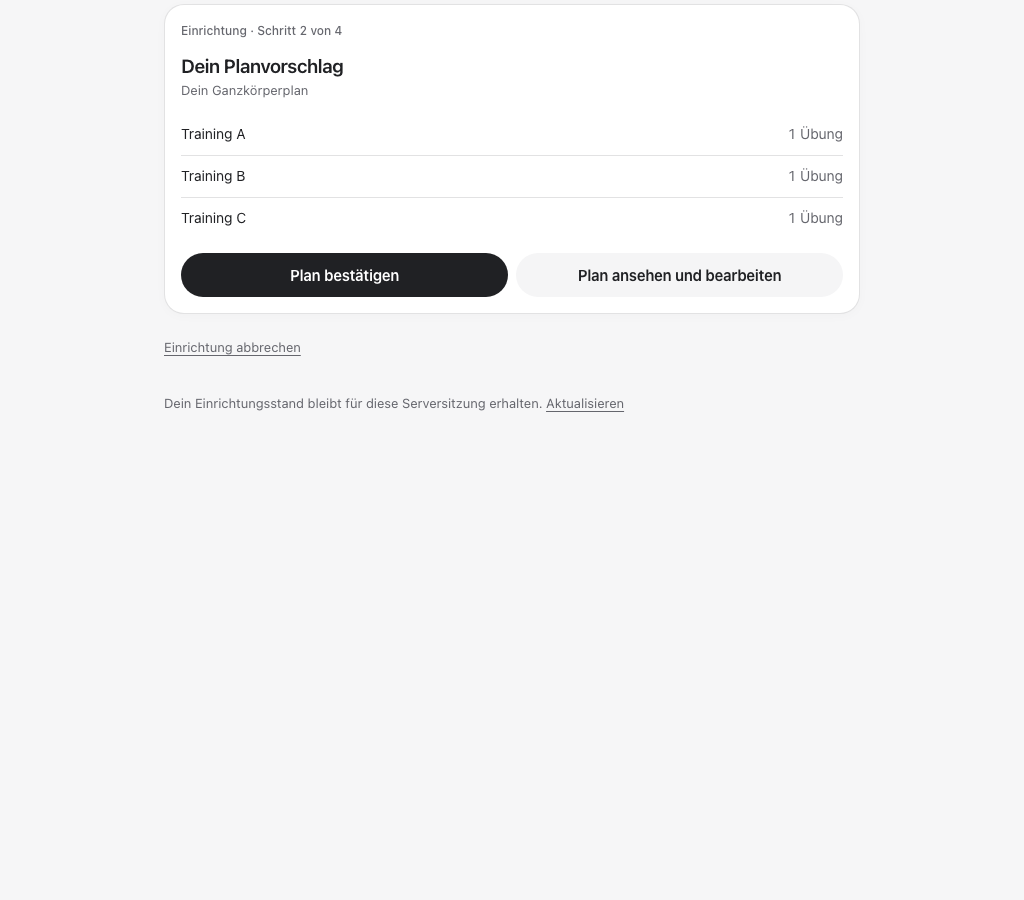 Einrichtung · Schritt 2 von 4
Dein Planvorschlag
Dein Ganzkörperplan
Training A 1 Übung
Training B 1 Übung
Training C 1 Übung
Plan bestätigen Plan ansehen und bearbeiten
Einrichtung abbrechen
Dein Einrichtungsstand bleibt für diese Serversitzung erhalten. Aktualisieren